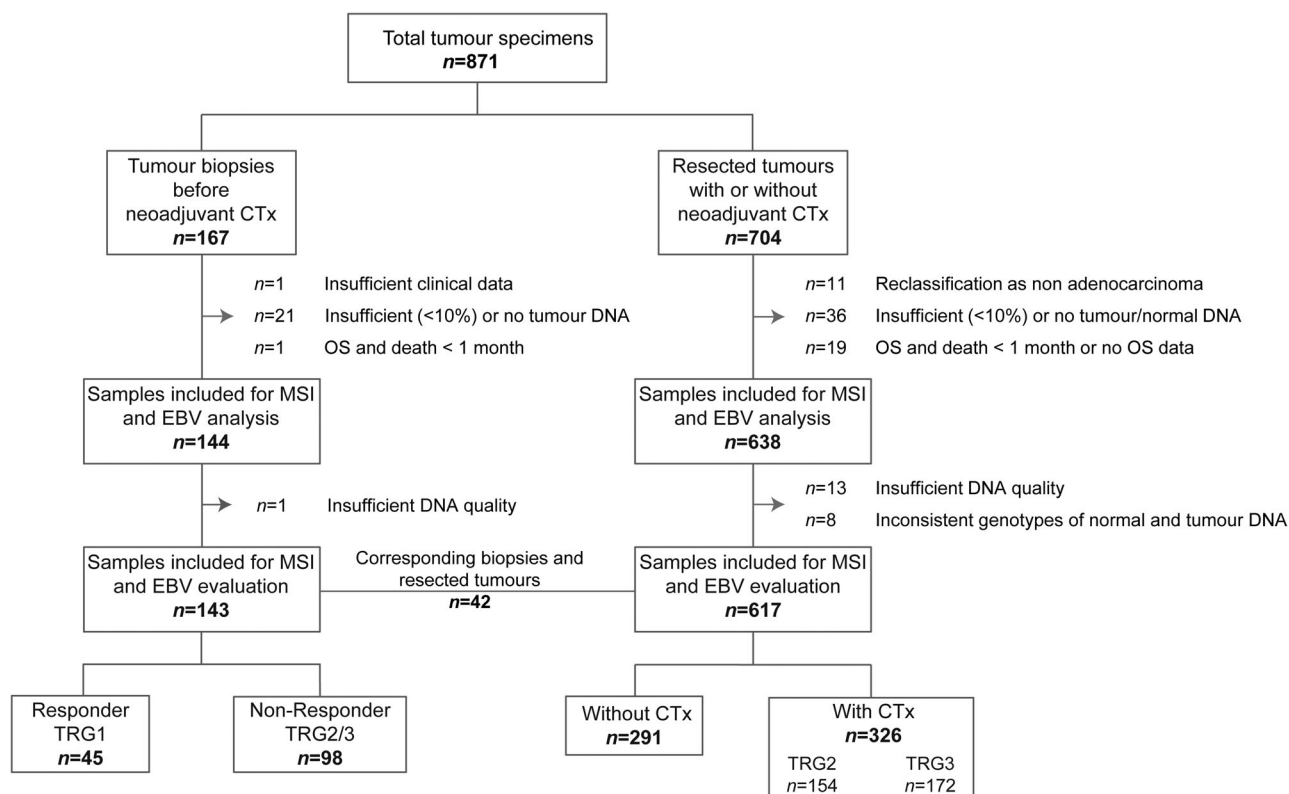 Total tumour specimens
n=871
Tumour biopsies
before
neoadjuvant CTx
n=167
Resected tumours
with or without
neoadjuvant CTx
n=704
n=1 Insufficient clinical data
n=21 Insufficient (<10%) or no tumour DNA
n=1 OS and death < 1 month
n=11 Reclassification as non adenocarcinoma
n=36 Insufficient (<10%) or no tumour/normal DNA
n=19 OS and death < 1 month or no OS data
Samples included for MSI
and EBV analysis
n=144
Samples included for MSI
and EBV analysis
n=638
n=1 Insufficient DNA quality
n=13 Insufficient DNA quality
n=8 Inconsistent genotypes of normal and tumour DNA
Samples included for MSI
and EBV evaluation
n=143
Corresponding biopsies and
resected tumours
n=42
Samples included for MSI
and EBV evaluation
n=617
Responder
TRG1
n=45
Non-Responder
TRG2/3
n=98
Without CTx
n=291
With CTx
n=326
TRG2 TRG3
n=154 n=172